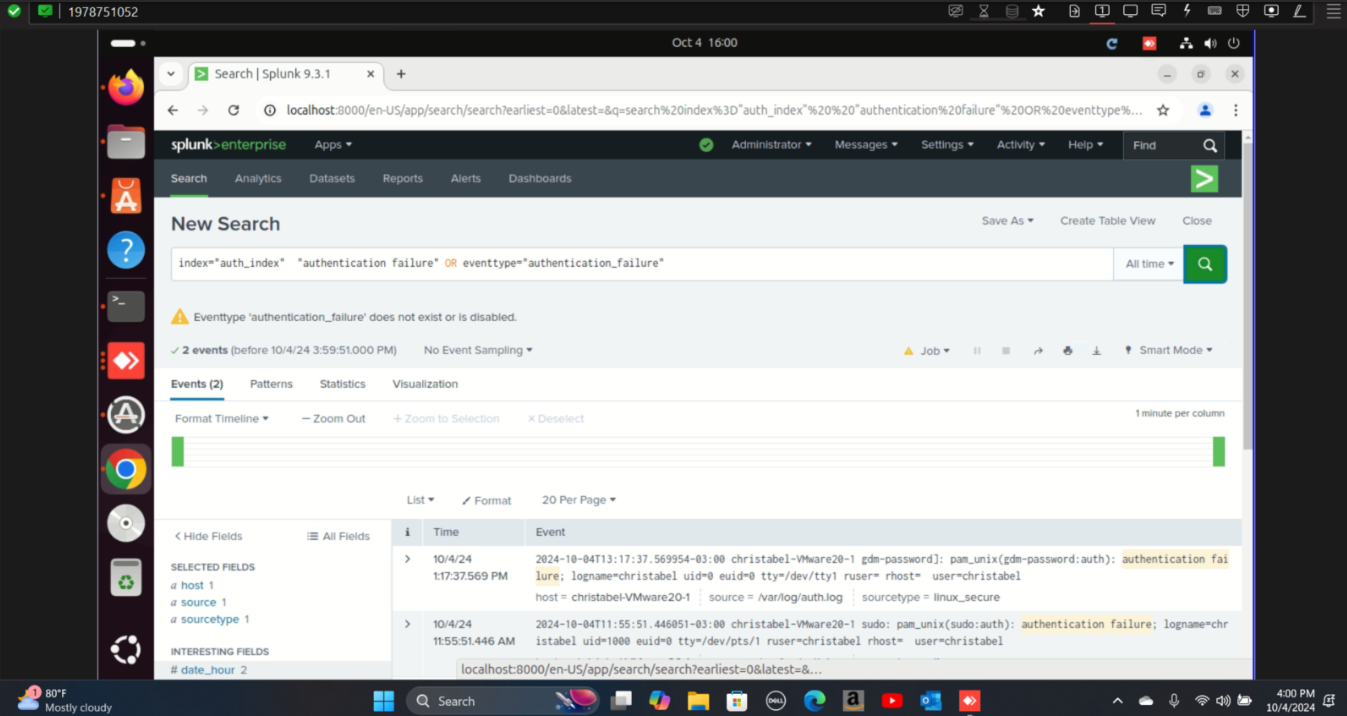 1978751052
Oct 4 16:00
Search | Splunk 9.3.1
localhost:8000/en-US/app/search/search?earliest=0&latest=&q=search%20index%3D"auth_index"%20%20"authentication%20failure"%20OR%20eventtype%...
splunk>enterprise Apps
Administrator Messages Settings Activity Help Find
Search Analytics Datasets Reports Alerts Dashboards
New Search
Save As Create Table View Close
index="auth_index"  "authentication failure" OR eventtype="authentication_failure"
All time
Eventtype 'authentication_failure' does not exist or is disabled.
2 events (before 10/4/24 3:59:51.000 PM) No Event Sampling Job Smart Mode
Events (2) Patterns Statistics Visualization
Format Timeline − Zoom Out + Zoom to Selection × Deselect
1 minute per column
List Format 20 Per Page
< Hide Fields All Fields
i Time Event
SELECTED FIELDS
a host 1
a source 1
a sourcetype 1
INTERESTING FIELDS
# date_hour 2
10/4/24
1:17:37.569 PM
2024-10-04T13:17:37.569954-03:00 christabel-VMware20-1 gdm-password]: pam_unix(gdm-password:auth): authentication fai
lure; logname=christabel uid=0 euid=0 tty=/dev/tty1 ruser= rhost=  user=christabel
host = christabel-VMware20-1 source = /var/log/auth.log sourcetype = linux_secure
10/4/24
11:55:51.446 AM
2024-10-04T11:55:51.446051-03:00 christabel-VMware20-1 sudo: pam_unix(sudo:auth): authentication failure; logname=chr
istabel uid=1000 euid=0 tty=/dev/pts/1 ruser=christabel rhost=  user=christabel
localhost:8000/en-US/app/search/search?earliest=0&latest=&...
1
80°F
Mostly cloudy
Search
DELL
4:00 PM
10/4/2024